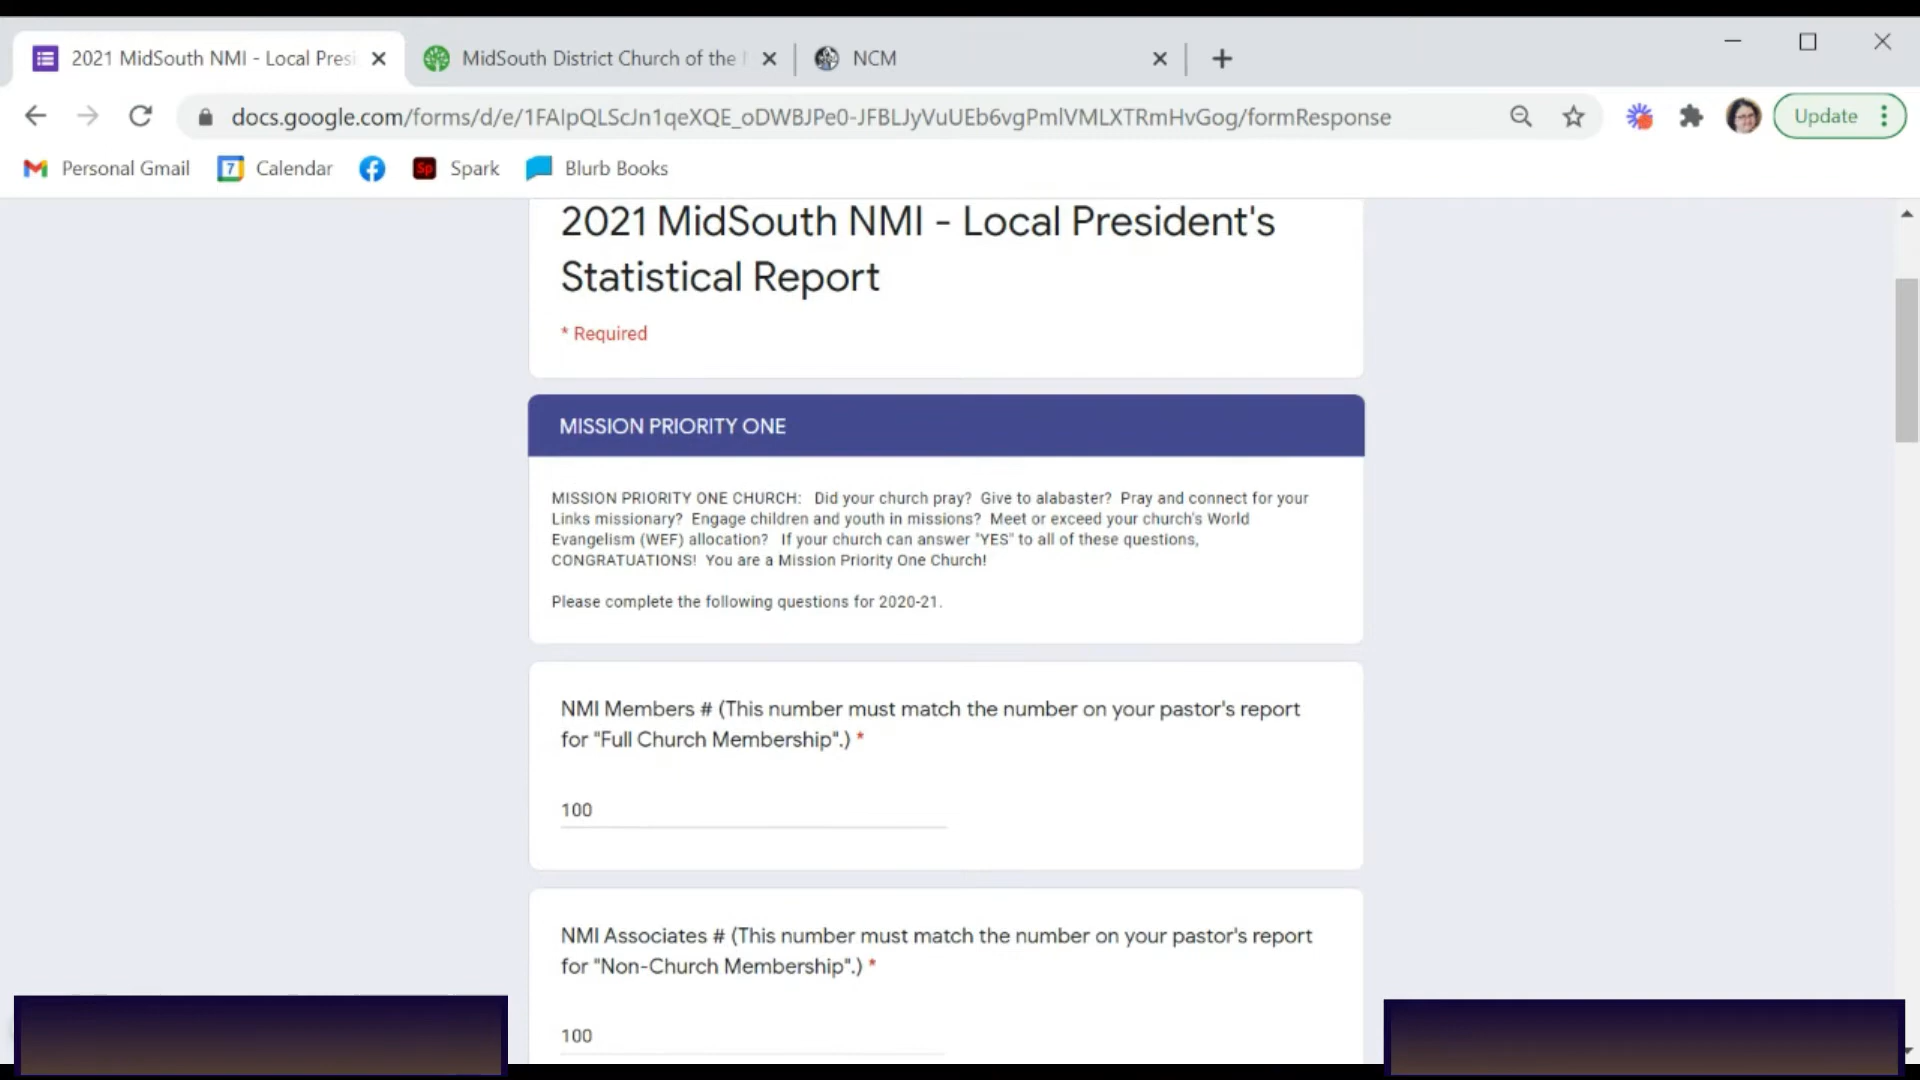 2021 MidSouth NMI - Local Presi
MidSouth District Church of the
NCM
docs.google.com/forms/d/e/1FAIpQLScJn1qeXQE_oDWBJPe0-JFBLJyVuUEb6vgPmlVMLXTRmHvGog/formResponse
Update
Personal Gmail
7
Calendar
Sp
Spark
Blurb Books
2021 MidSouth NMI - Local President's
Statistical Report
* Required
MISSION PRIORITY ONE
MISSION PRIORITY ONE CHURCH: Did your church pray? Give to alabaster? Pray and connect for your
Links missionary? Engage children and youth in missions? Meet or exceed your church's World
Evangelism (WEF) allocation? If your church can answer "YES" to all of these questions,
CONGRATUATIONS! You are a Mission Priority One Church!
Please complete the following questions for 2020-21.
NMI Members # (This number must match the number on your pastor's report
for "Full Church Membership".) *
100
NMI Associates # (This number must match the number on your pastor's report
for "Non-Church Membership".) *
100